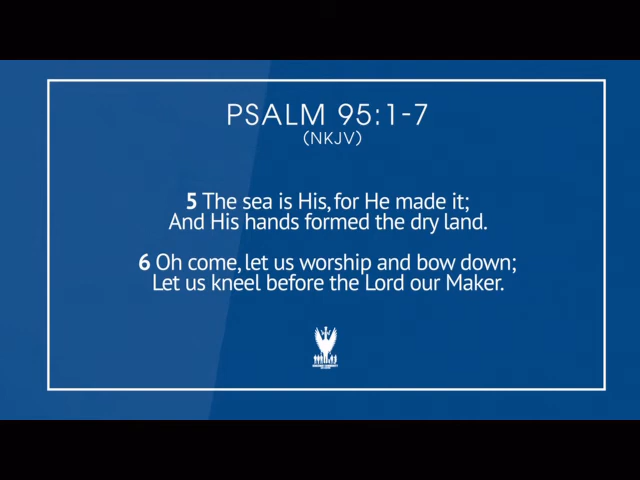 PSALM 95:1-7
(NKJV)
5 The sea is His, for He made it;
And His hands formed the dry land.
6 Oh come, let us worship and bow down;
Let us kneel before the Lord our Maker.